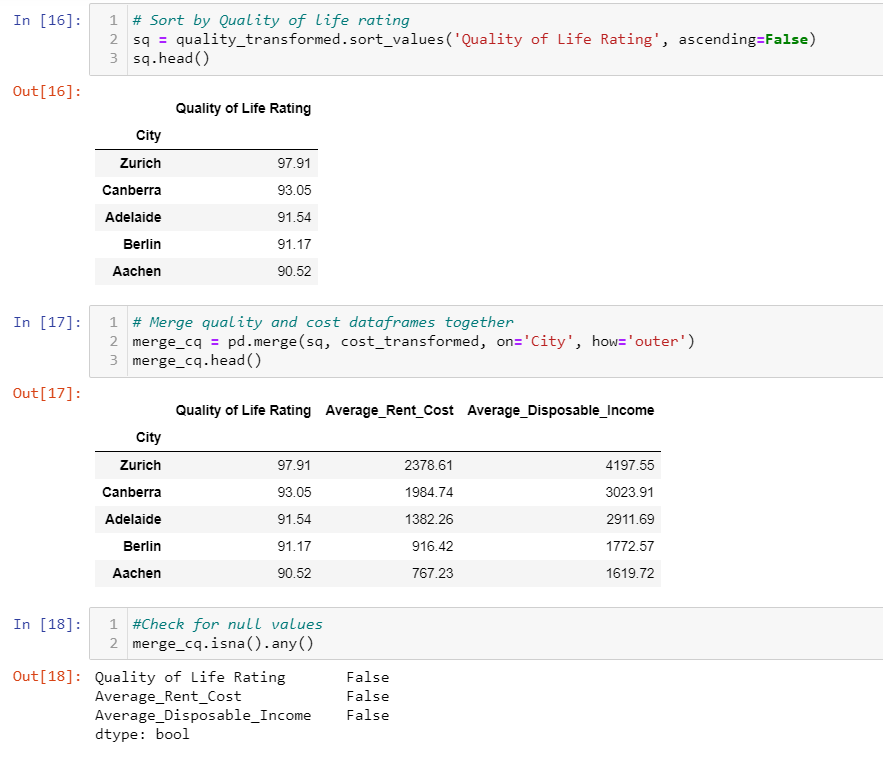 In [16]:
1 # Sort by Quality of life rating
2 sq = quality_transformed.sort_values('Quality of Life Rating', ascending=False)
3 sq.head()
Out[16]:
Quality of Life Rating
City
Zurich 97.91
Canberra 93.05
Adelaide 91.54
Berlin 91.17
Aachen 90.52
In [17]:
1 # Merge quality and cost dataframes together
2 merge_cq = pd.merge(sq, cost_transformed, on='City', how='outer')
3 merge_cq.head()
Out[17]:
Quality of Life Rating Average_Rent_Cost Average_Disposable_Income
City
Zurich 97.91 2378.61 4197.55
Canberra 93.05 1984.74 3023.91
Adelaide 91.54 1382.26 2911.69
Berlin 91.17 916.42 1772.57
Aachen 90.52 767.23 1619.72
In [18]:
1 #Check for null values
2 merge_cq.isna().any()
Out[18]:
Quality of Life Rating False
Average_Rent_Cost False
Average_Disposable_Income False
dtype: bool